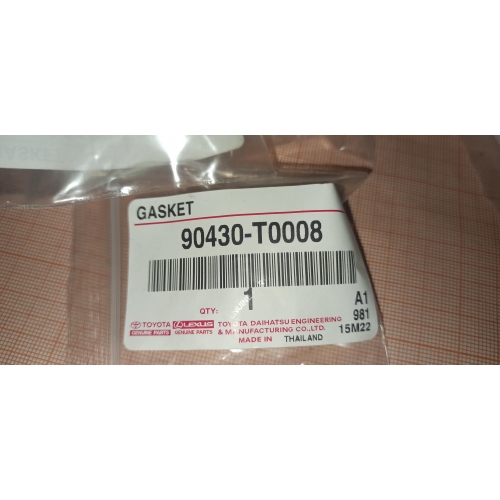 GASKET
90430-T0008
QTY: 1
A1
981
15M22
TOYOTA
GENUINE PARTS
LEXUS
GENUINE PARTS
TOYOTA DAIHATSU ENGINEERING
& MANUFACTURING CO.,LTD.
MADE IN THAILAND